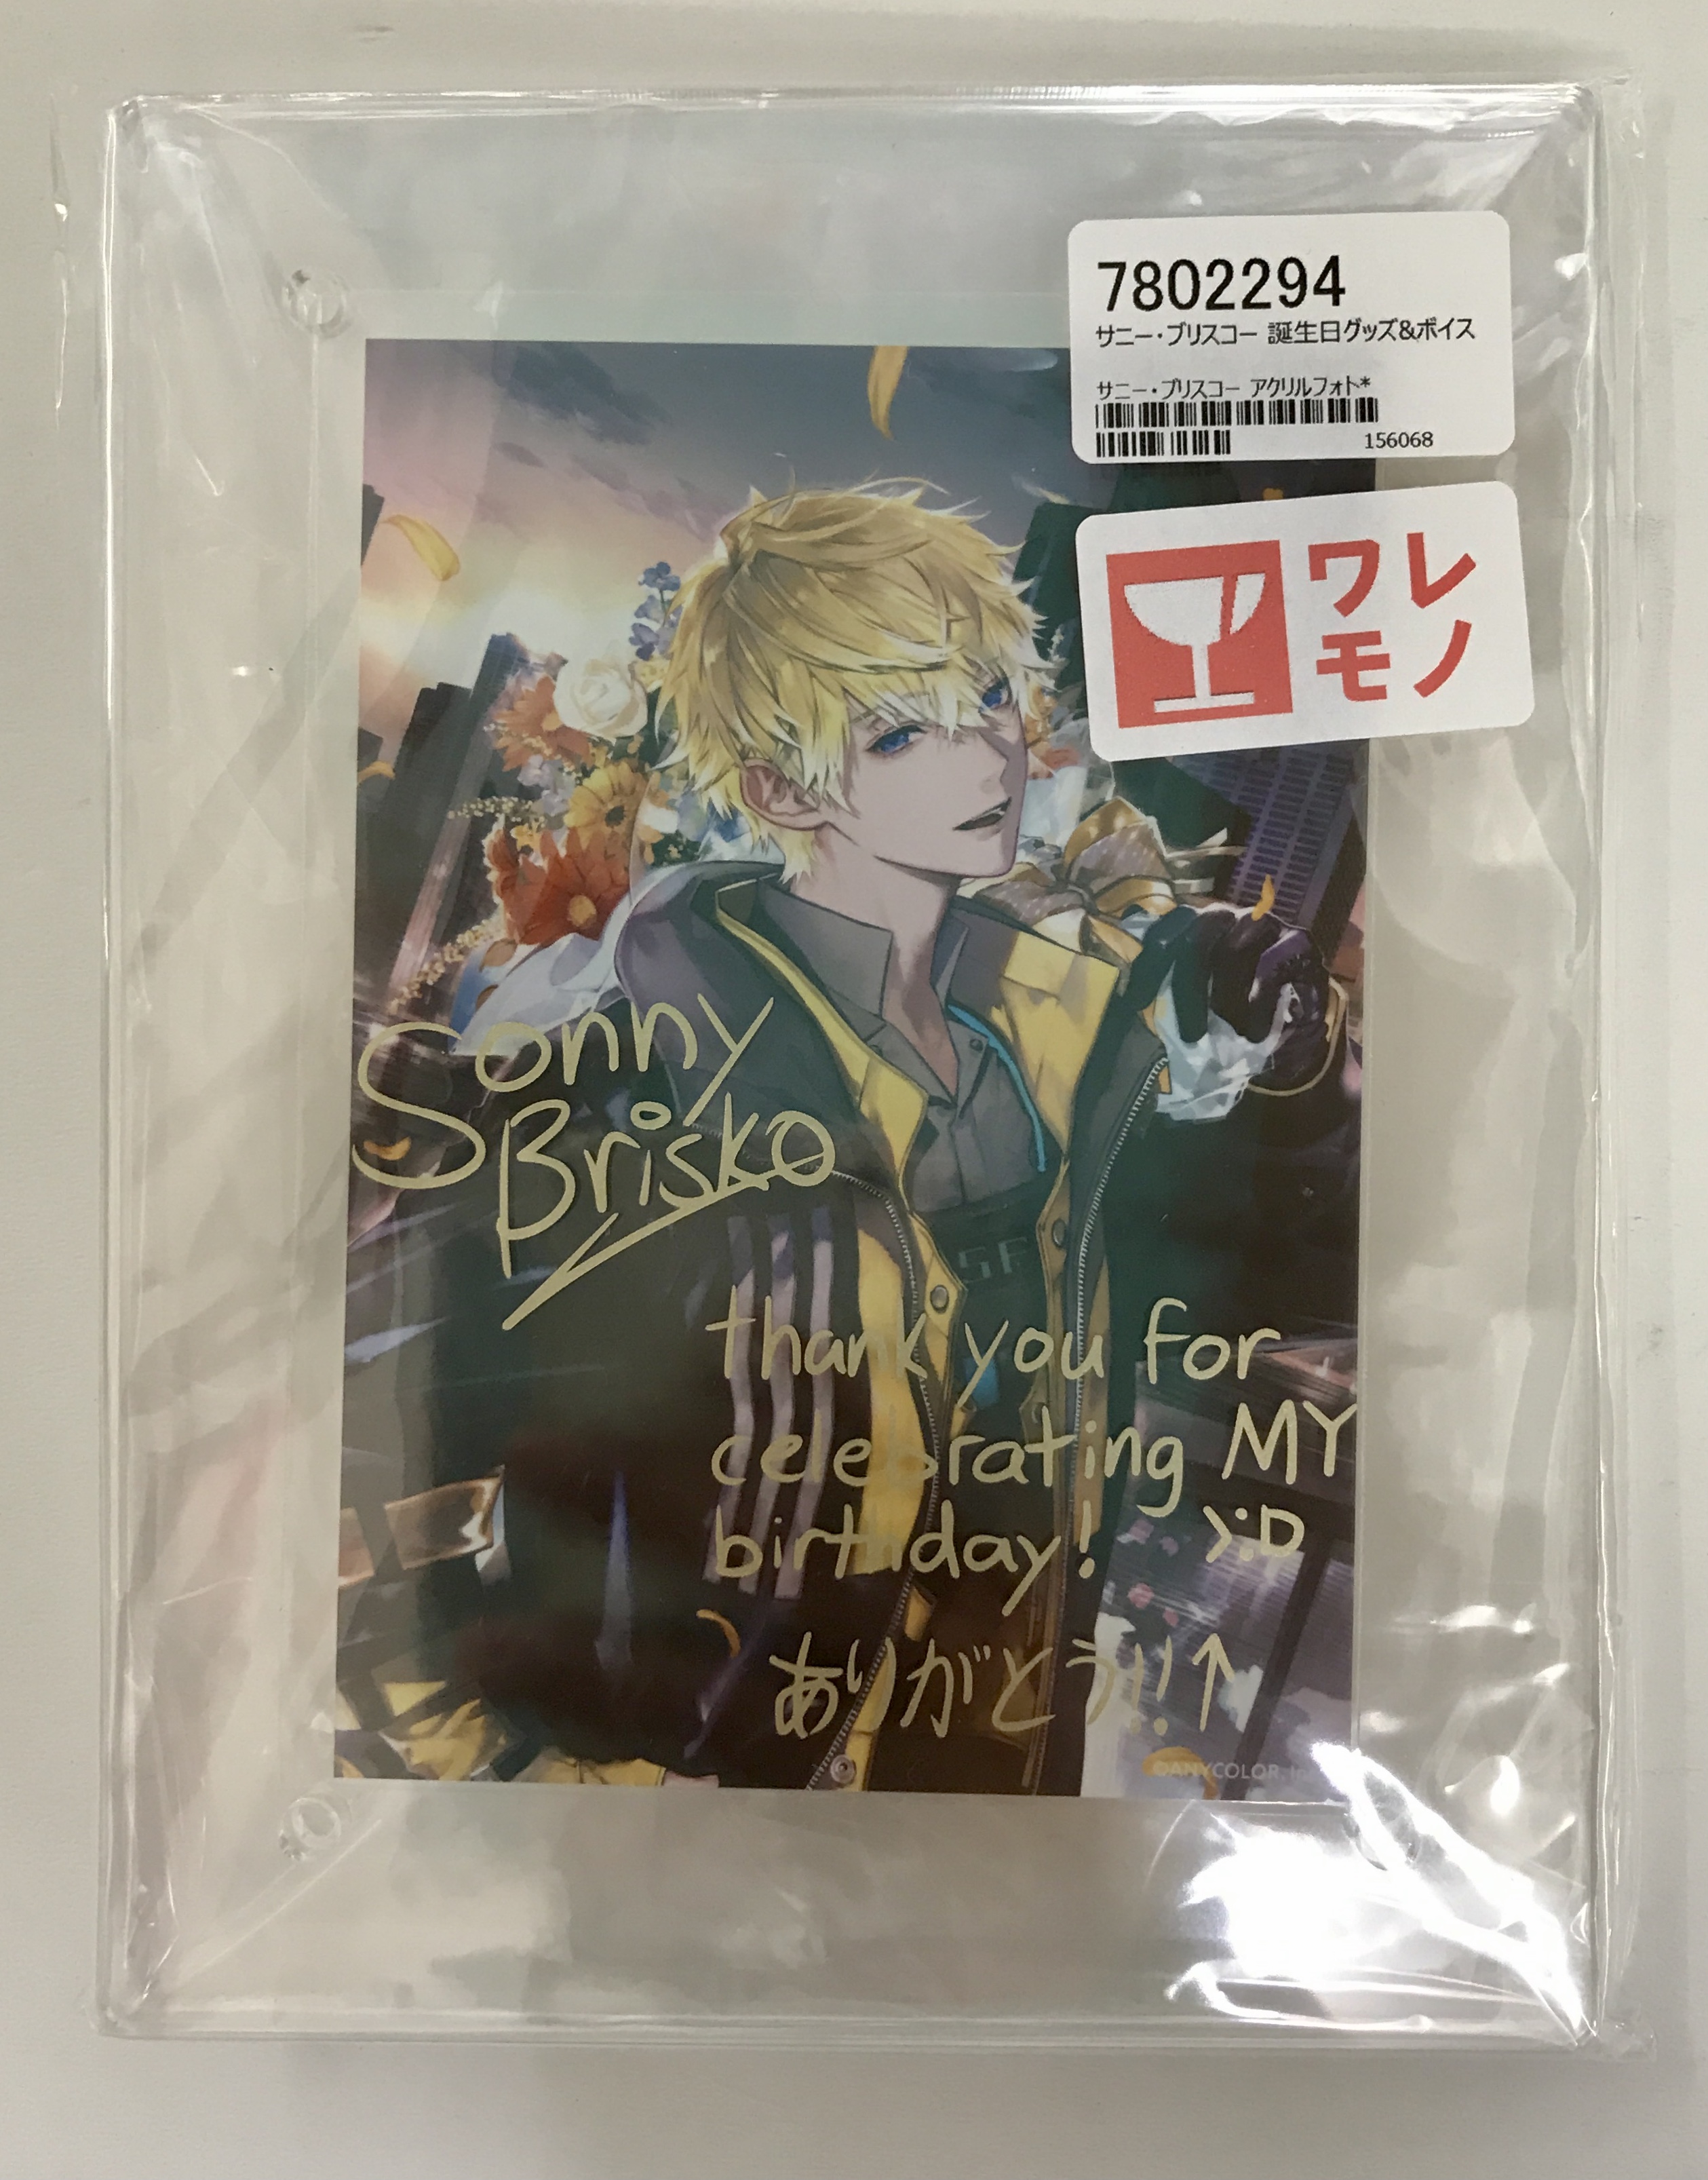 7802294
サニー・ブリスコー 誕生日グッズ&ボイス
サニー・ブリスコー アクリルフォト*
156068
ワレ
モノ
Sonny
Brisko
SF
thank you for
celebrating MY
birthday! >:D
ありがとう!!↑
©ANYCOLOR, In